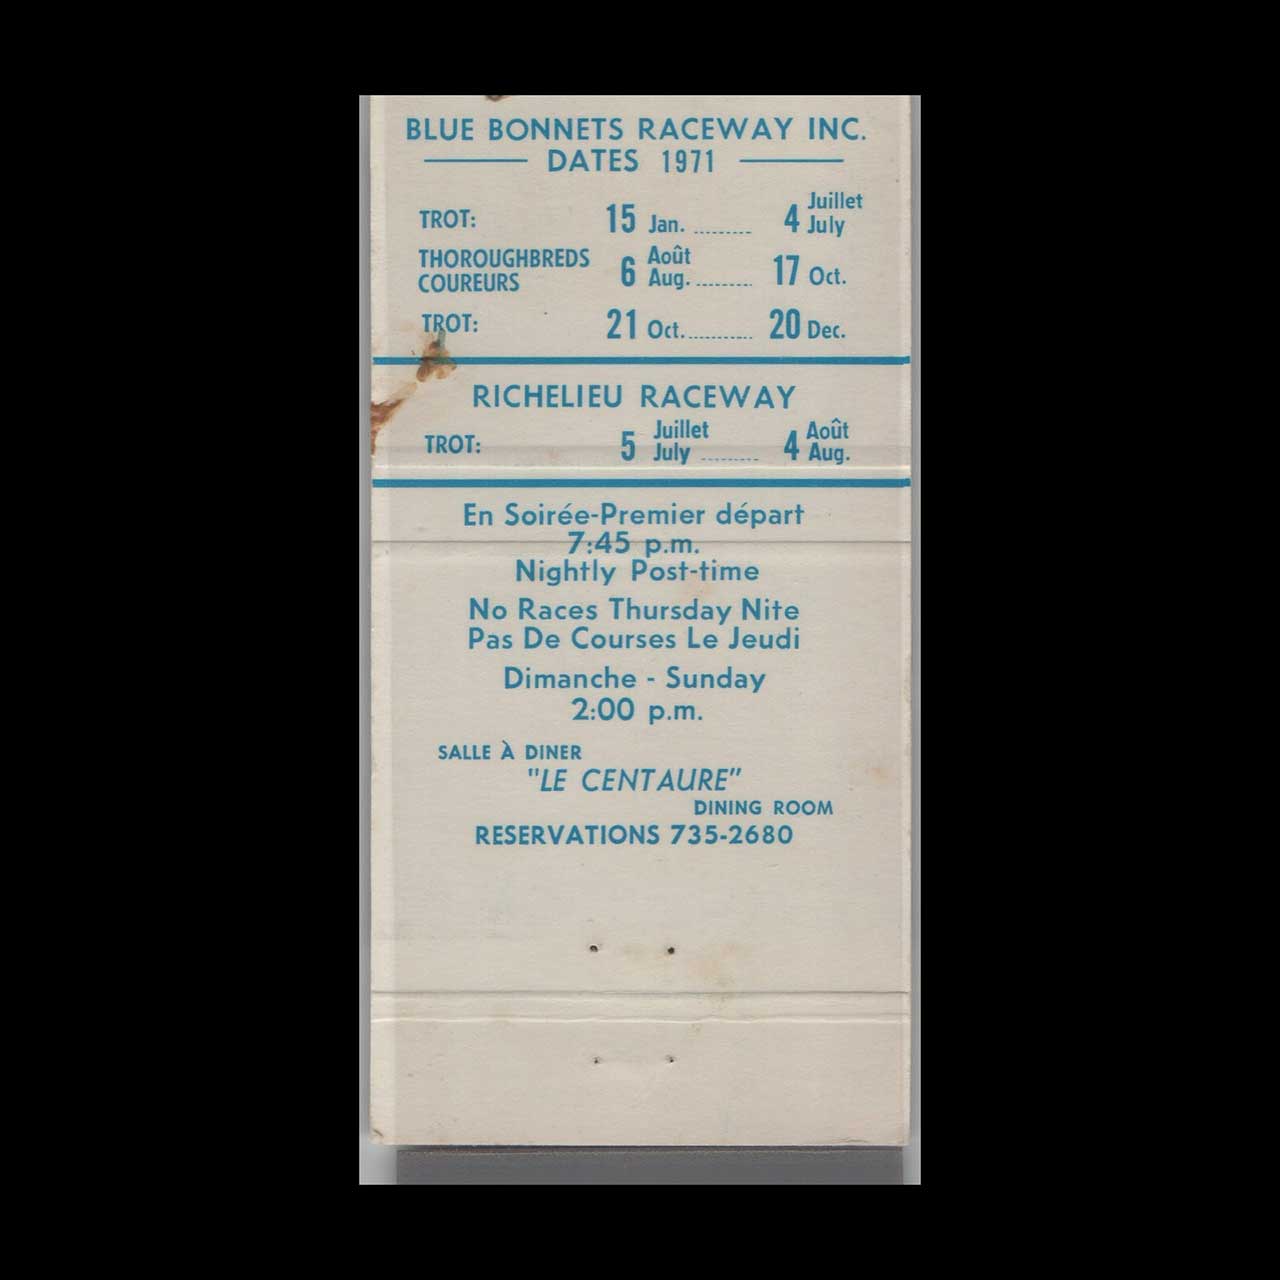 BLUE BONNETS RACEWAY INC.
DATES 1971
TROT: 15 Jan. ......... 4 Juillet July
THOROUGHBREDS COUREURS 6 Août Aug. ......... 17 Oct.
TROT: 21 Oct. .......... 20 Dec.
RICHELIEU RACEWAY
TROT: 5 Juillet July ......... 4 Août Aug.
En Soirée-Premier départ
7:45 p.m.
Nightly Post-time
No Races Thursday Nite
Pas De Courses Le Jeudi
Dimanche - Sunday
2:00 p.m.
SALLE À DINER
"LE CENTAURE"
DINING ROOM
RESERVATIONS 735-2680